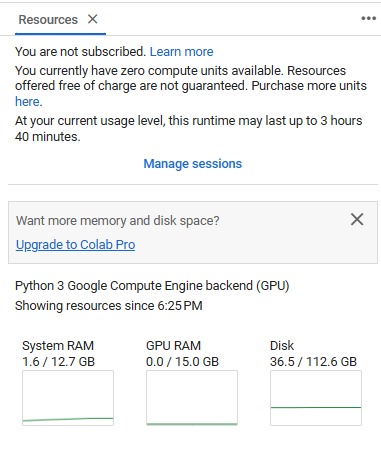 Resources
You are not subscribed. Learn more
You currently have zero compute units available. Resources
offered free of charge are not guaranteed. Purchase more units
here.
At your current usage level, this runtime may last up to 3 hours
40 minutes.
Manage sessions
Want more memory and disk space?
Upgrade to Colab Pro
Python 3 Google Compute Engine backend (GPU)
Showing resources since 6:25 PM
System RAM
1.6 / 12.7 GB
GPU RAM
0.0 / 15.0 GB
Disk
36.5 / 112.6 GB